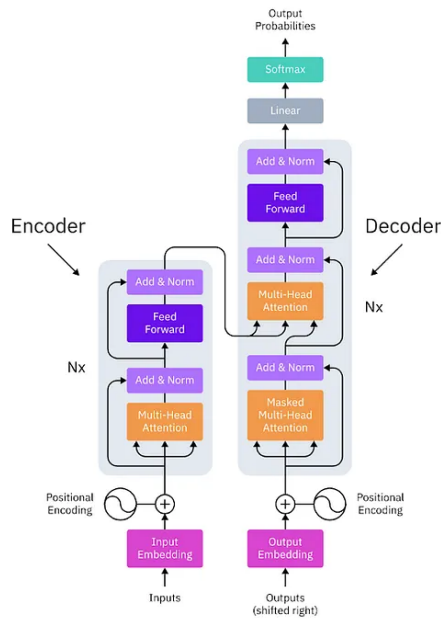 Output
Probabilities
Softmax
Linear
Add & Norm
Feed
Forward
Add & Norm
Multi-Head
Attention
Add & Norm
Masked
Multi-Head
Attention
Decoder
Nx
Encoder
Add & Norm
Feed
Forward
Nx
Add & Norm
Multi-Head
Attention
Positional
Encoding
Positional
Encoding
Input
Embedding
Output
Embedding
Inputs
Outputs
(shifted right)